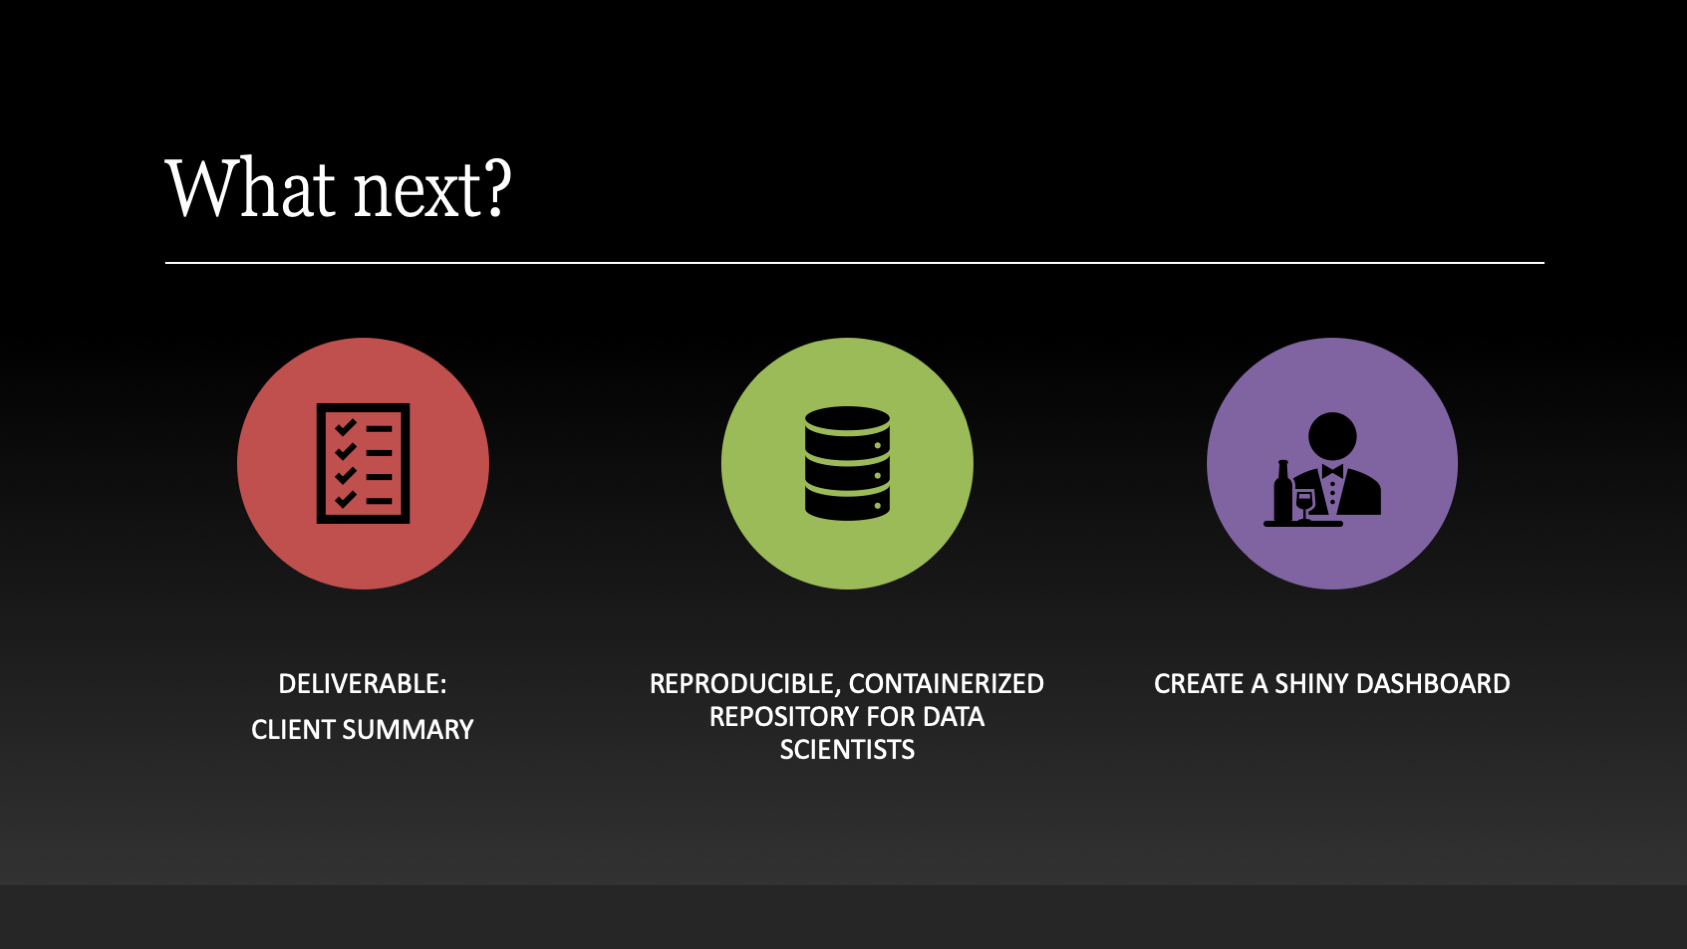 What next?
DELIVERABLE:
CLIENT SUMMARY
REPRODUCIBLE, CONTAINERIZED
REPOSITORY FOR DATA
SCIENTISTS
CREATE A SHINY DASHBOARD